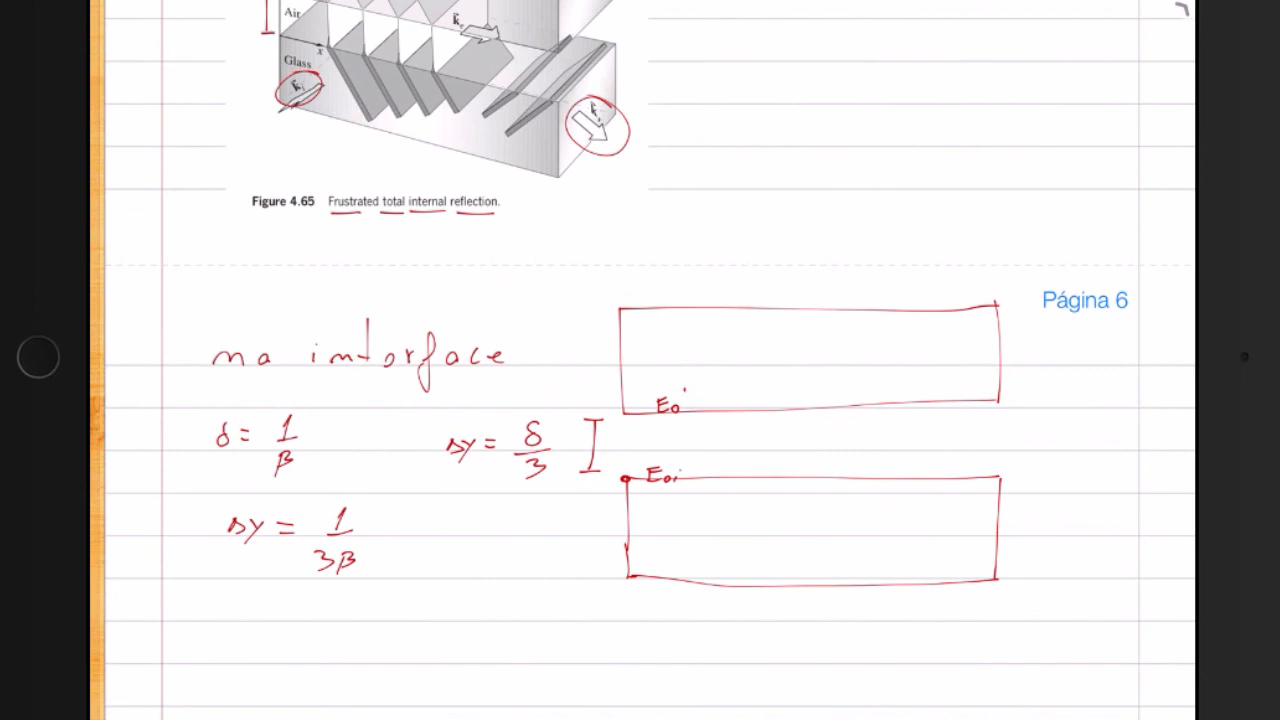 Air
k
x
Glass
k i
k
Figure 4.65 Frustrated total internal reflection.
Página 6
na interface
E₀'
δ = 1/β
ΔY = δ/3
E₀i
ΔY = 1/3β